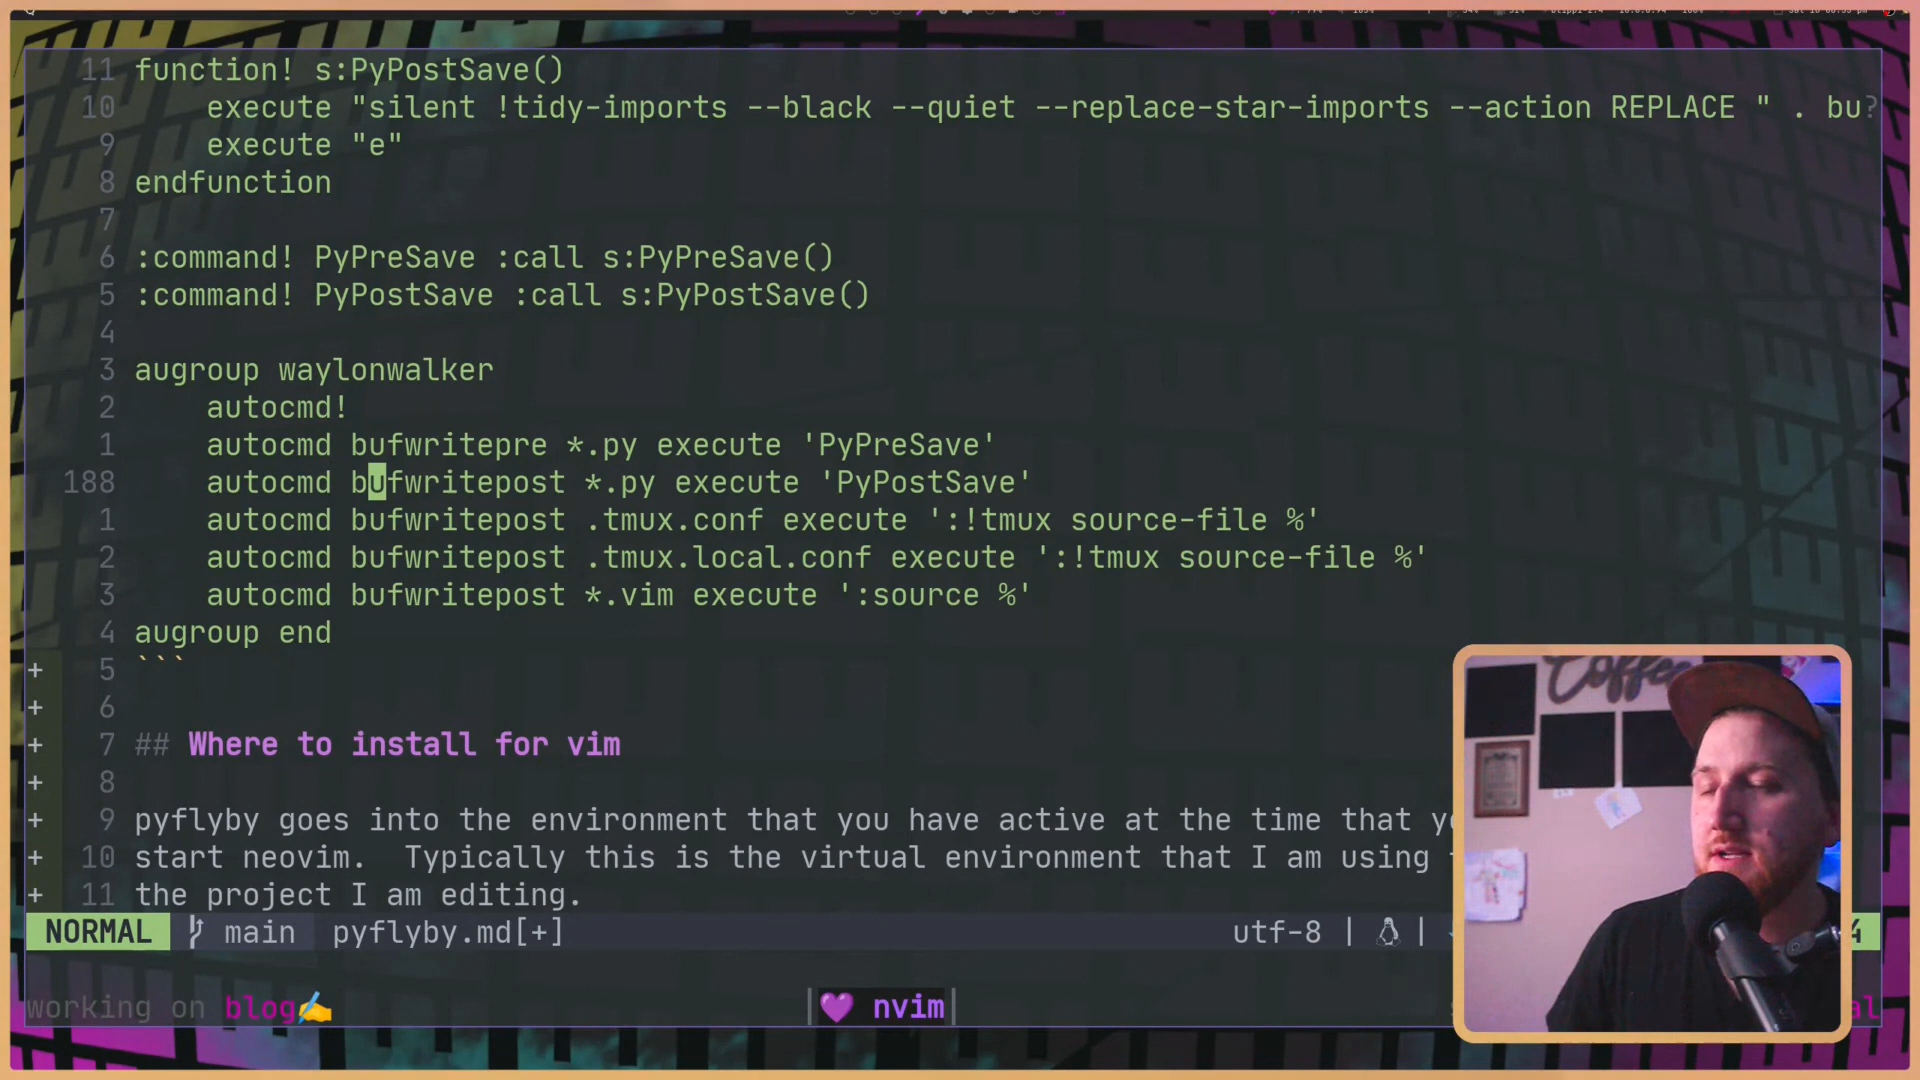 11 function! s:PyPostSave()
10 execute "silent !tidy-imports --black --quiet --replace-star-imports --action REPLACE " . bu?
9 execute "e"
8 endfunction
7
6 :command! PyPreSave :call s:PyPreSave()
5 :command! PyPostSave :call s:PyPostSave()
4
3 augroup waylonwalker
2 autocmd!
1 autocmd bufwritepre *.py execute 'PyPreSave'
188 autocmd bufwritepost *.py execute 'PyPostSave'
1 autocmd bufwritepost .tmux.conf execute ':!tmux source-file %'
2 autocmd bufwritepost .tmux.local.conf execute ':!tmux source-file %'
3 autocmd bufwritepost *.vim execute ':source %'
4 augroup end
+ 5 ```
+ 6
+ 7 ## Where to install for vim
+ 8
+ 9 pyflyby goes into the environment that you have active at the time that
+ 10 start neovim.  Typically this is the virtual environment that I am using
+ 11 the project I am editing.
NORMAL main pyflyby.md[+] utf-8 | |
working on blog✍️ |💜 nvim|
Coffee